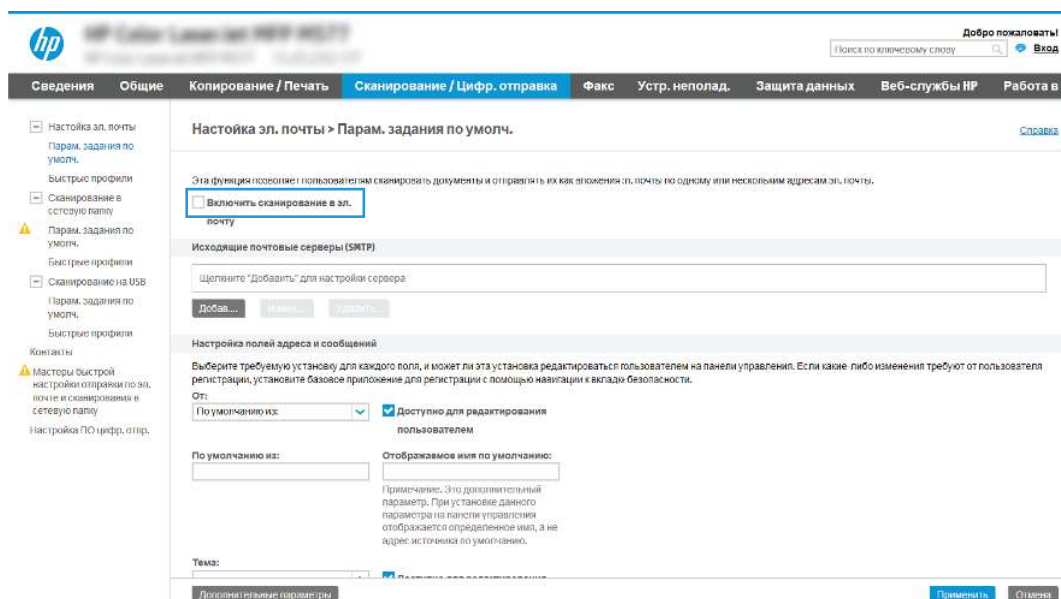 hp
Добро пожаловать!
Поиск по ключевому слову
Вход
Сведения Общие Копирование / Печать Сканирование / Цифр. отправка Факс Устр. неполад. Защита данных Веб-службы HP Работа в
Настойка эл. почты
Парам. задания по
умолч.
Быстрые профили
Сканирование в
сетевую папку
Парам. задания по
умолч.
Быстрые профили
Сканирование на USB
Парам. задания по
умолч.
Быстрые профили
Контакты
Мастеры быстрой
настройки отправки по эл.
почте и сканирования в
сетевую папку
Настройка ПО цифр. отпр.
Настойка эл. почты > Парам. задания по умолч.
Справка
Эта функция позволяет пользователям сканировать документы и отправлять их как вложения эл. почты по одному или нескольким адресам эл. почты.
Включить сканирование в эл.
почту
Исходящие почтовые серверы (SMTP)
Щелкните "Добавить" для настройки сервера
Добав... Измен... Удалить...
Настройка полей адреса и сообщений
Выберите требуемую установку для каждого поля, и может ли эта установка редактироваться пользователем на панели управления. Если какие-либо изменения требуют от пользователя
регистрации, установите базовое приложение для регистрации с помощью навигации к вкладке безопасности.
От:
По умолчанию из:
Доступно для редактирования
пользователем
По умолчанию из:
Отображаемое имя по умолчанию:
Примечание. Это дополнительный
параметр. При установке данного
параметра на панели управления
отображается определенное имя, а не
адрес источника по умолчанию.
Тема:
Доступно для редактирования
Дополнительные параметры
Применить Отмена